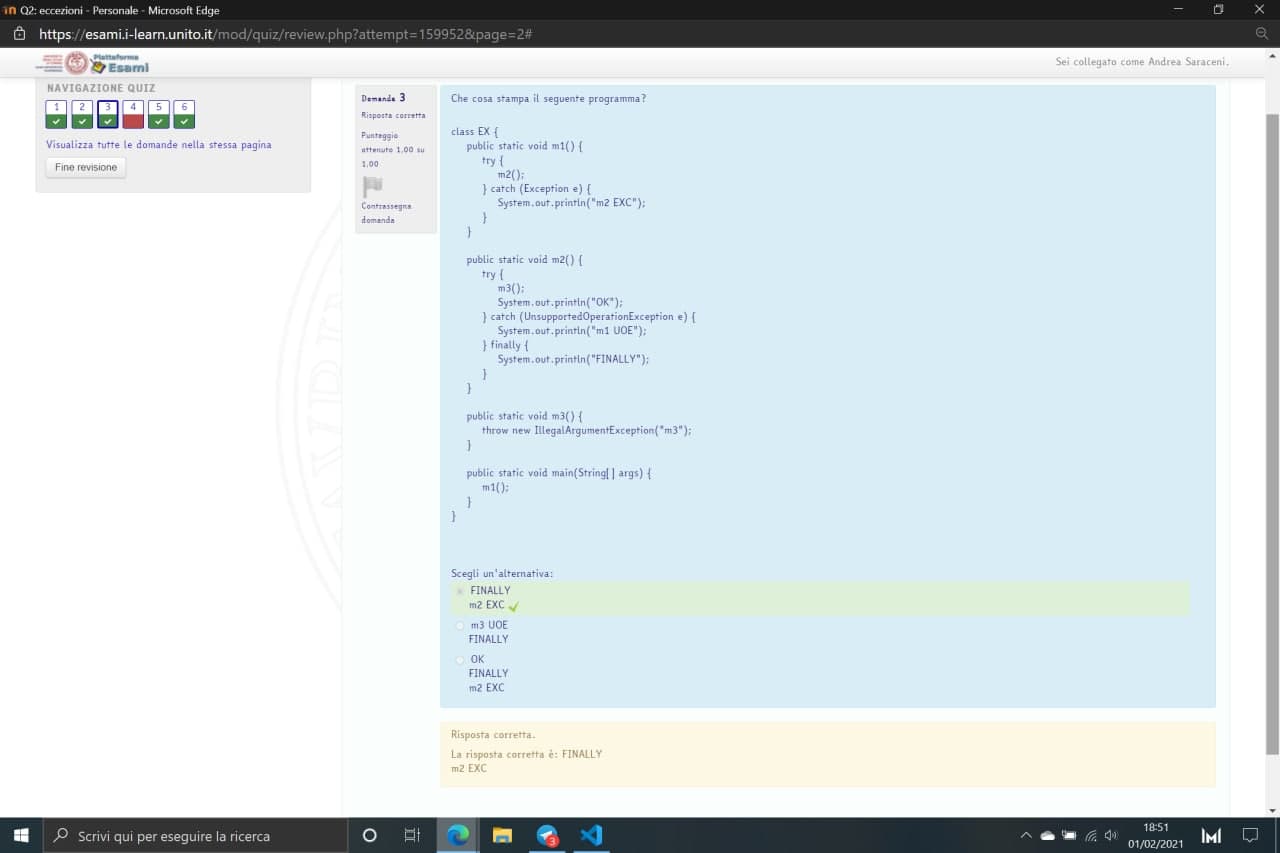 Q2: eccezioni - Personale - Microsoft Edge
https://esami.i-learn.unito.it/mod/quiz/review.php?attempt=159952&page=2#
Piattaforma
Esami
Sei collegato come Andrea Saraceni.
NAVIGAZIONE QUIZ
1 2 3 4 5 6
Visualizza tutte le domande nella stessa pagina
Fine revisione
Domanda 3
Risposta corretta
Punteggio
ottenuto 1,00 su
1,00
Contrassegna
domanda
Che cosa stampa il seguente programma?
class EX {
public static void m1() {
try {
m2();
} catch (Exception e) {
System.out.println("m2 EXC");
}
}
public static void m2() {
try {
m3();
System.out.println("OK");
} catch (UnsupportedOperationException e) {
System.out.println("m1 UOE");
} finally {
System.out.println("FINALLY");
}
}
public static void m3() {
throw new IllegalArgumentException("m3");
}
public static void main(String[] args) {
m1();
}
}
Scegli un'alternativa:
FINALLY
m2 EXC
m3 UOE
FINALLY
OK
FINALLY
m2 EXC
Risposta corretta.
La risposta corretta è: FINALLY
m2 EXC
Scrivi qui per eseguire la ricerca
3
18:51
01/02/2021